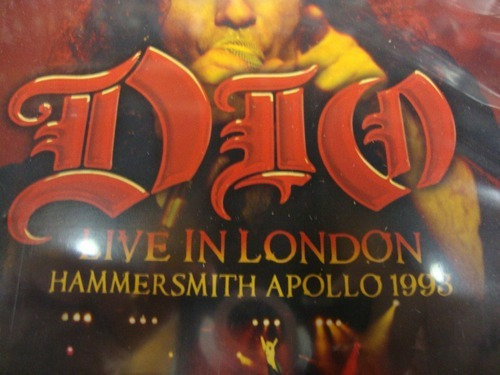 DIO
LIVE IN LONDON
HAMMERSMITH APOLLO 1993